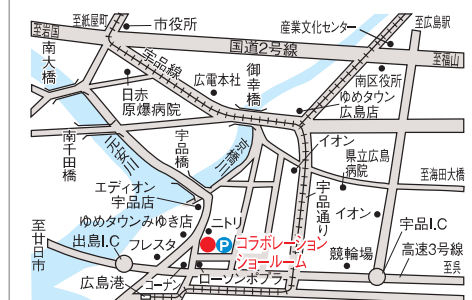 至紙屋町
市役所
産業文化センター
至広島駅
至岩国
国道2号線
至福山
南大橋
宇品線
広電本社
御幸橋
南区役所
ゆめタウン
広島店
日赤
原爆病院
南千田橋
元安川
宇品橋
京橋川
イオン
県立広島
病院
至海田大橋
エディオン
宇品店
宇品通り
イオン
ゆめタウンみゆき店
ニトリ
宇品I.C
至廿日市
出島I.C
フレスタ
P
コラボレーション
ショールーム
競輪場
高速3号線
広島港
コーナン
ローソンポプラ
至呉